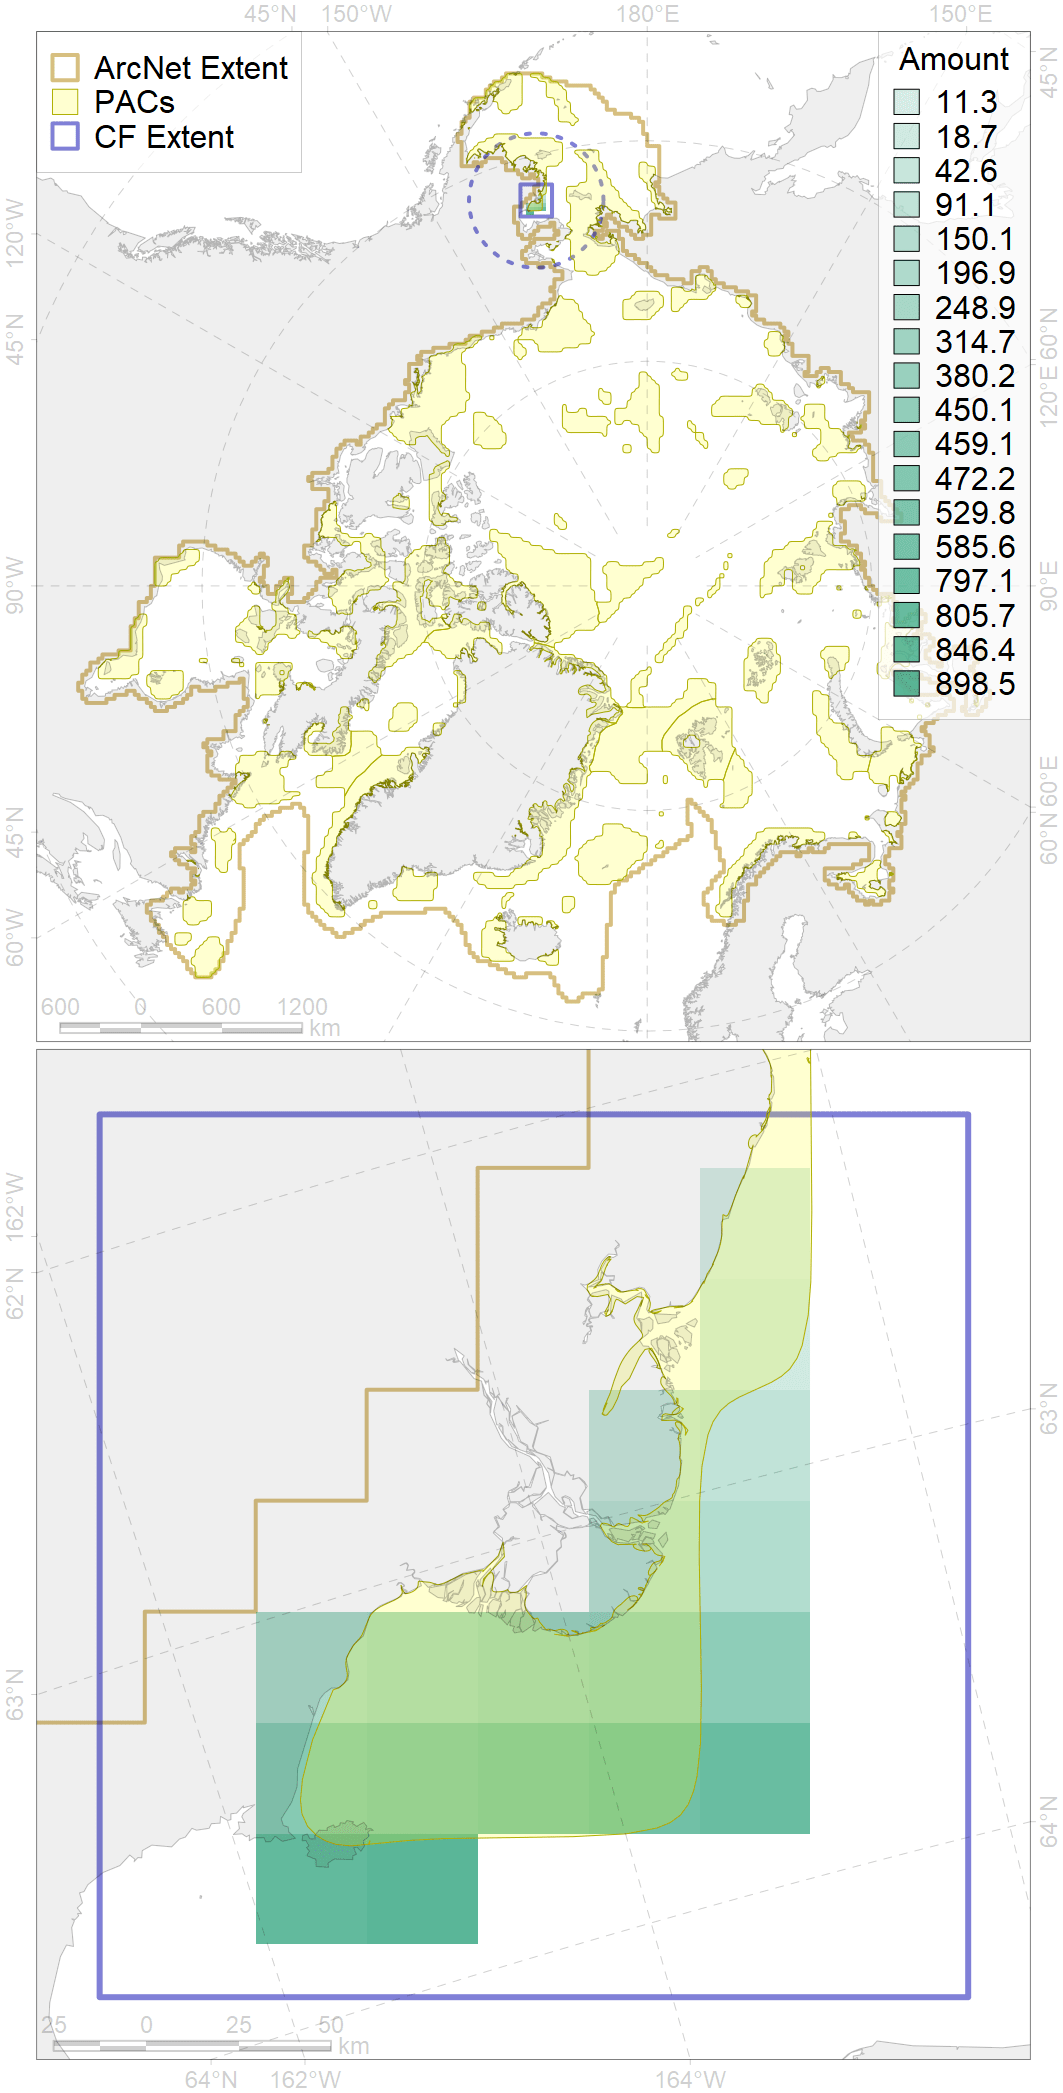 45°N 150°W 180°E 150°E
ArcNet Extent
PACs
CF Extent
Amount
11.3
18.7
42.6
91.1
150.1
196.9
248.9
314.7
380.2
450.1
459.1
472.2
529.8
585.6
797.1
805.7
846.4
898.5
120°W
45°N
90°W
45°N
60°W
45°N
60°N
120°E
90°E
60°E
60°N
600 0 600 1200
km
162°W
62°N
63°N
63°N
64°N
25 0 25 50
km
64°N 162°W 164°W